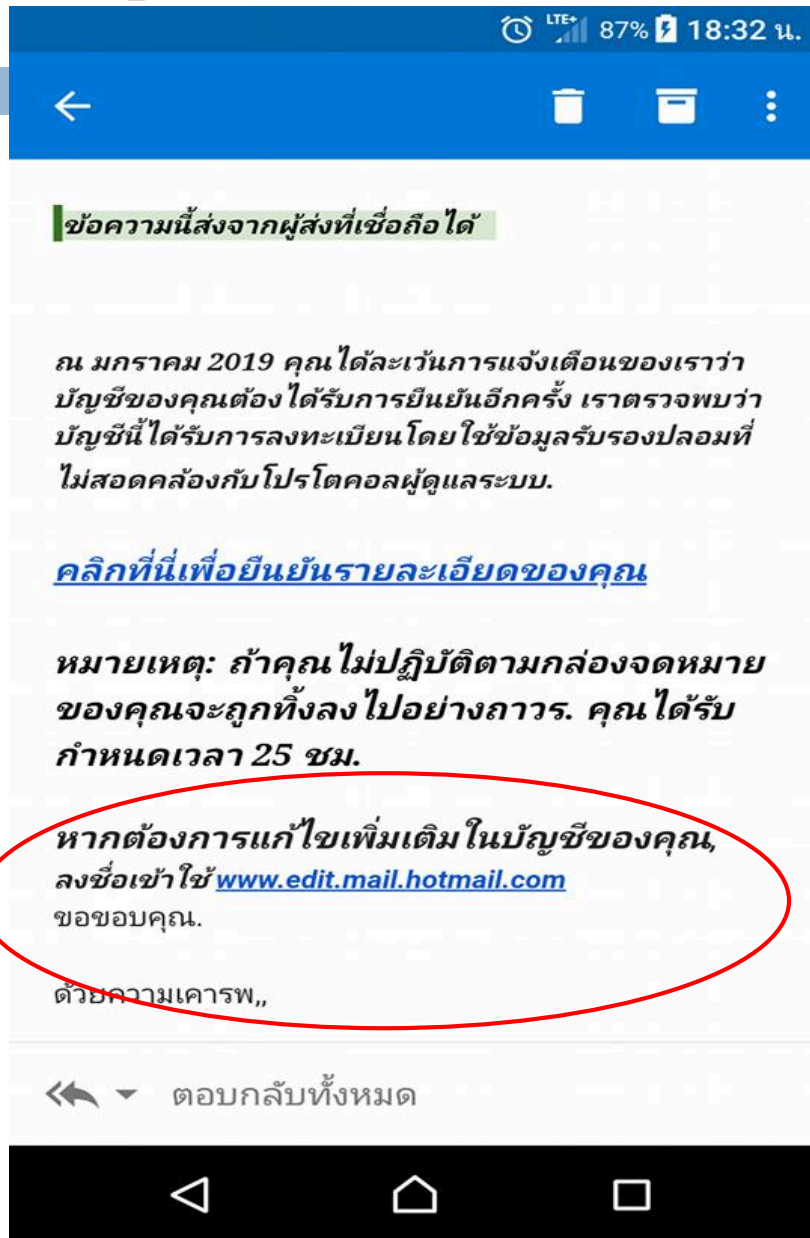 LTE+ 87% 18:32 น.
ข้อความนี้ส่งจากผู้ส่งที่เชื่อถือได้
ณ มกราคม 2019 คุณได้ละเว้นการแจ้งเตือนของเราว่า
บัญชีของคุณต้องได้รับการยืนยันอีกครั้ง เราตรวจพบว่า
บัญชีนี้ได้รับการลงทะเบียนโดยใช้ข้อมูลรับรองปลอมที่
ไม่สอดคล้องกับโปรโตคอลผู้ดูแลระบบ.
คลิกที่นี่เพื่อยืนยันรายละเอียดของคุณ
หมายเหตุ: ถ้าคุณไม่ปฏิบัติตามกล่องจดหมาย
ของคุณจะถูกทิ้งลงไปอย่างถาวร. คุณได้รับ
กำหนดเวลา 25 ชม.
หากต้องการแก้ไขเพิ่มเติมในบัญชีของคุณ,
ลงชื่อเข้าใช้ www.edit.mail.hotmail.com
ขอขอบคุณ.
ด้วยความเคารพ,,
ตอบกลับทั้งหมด